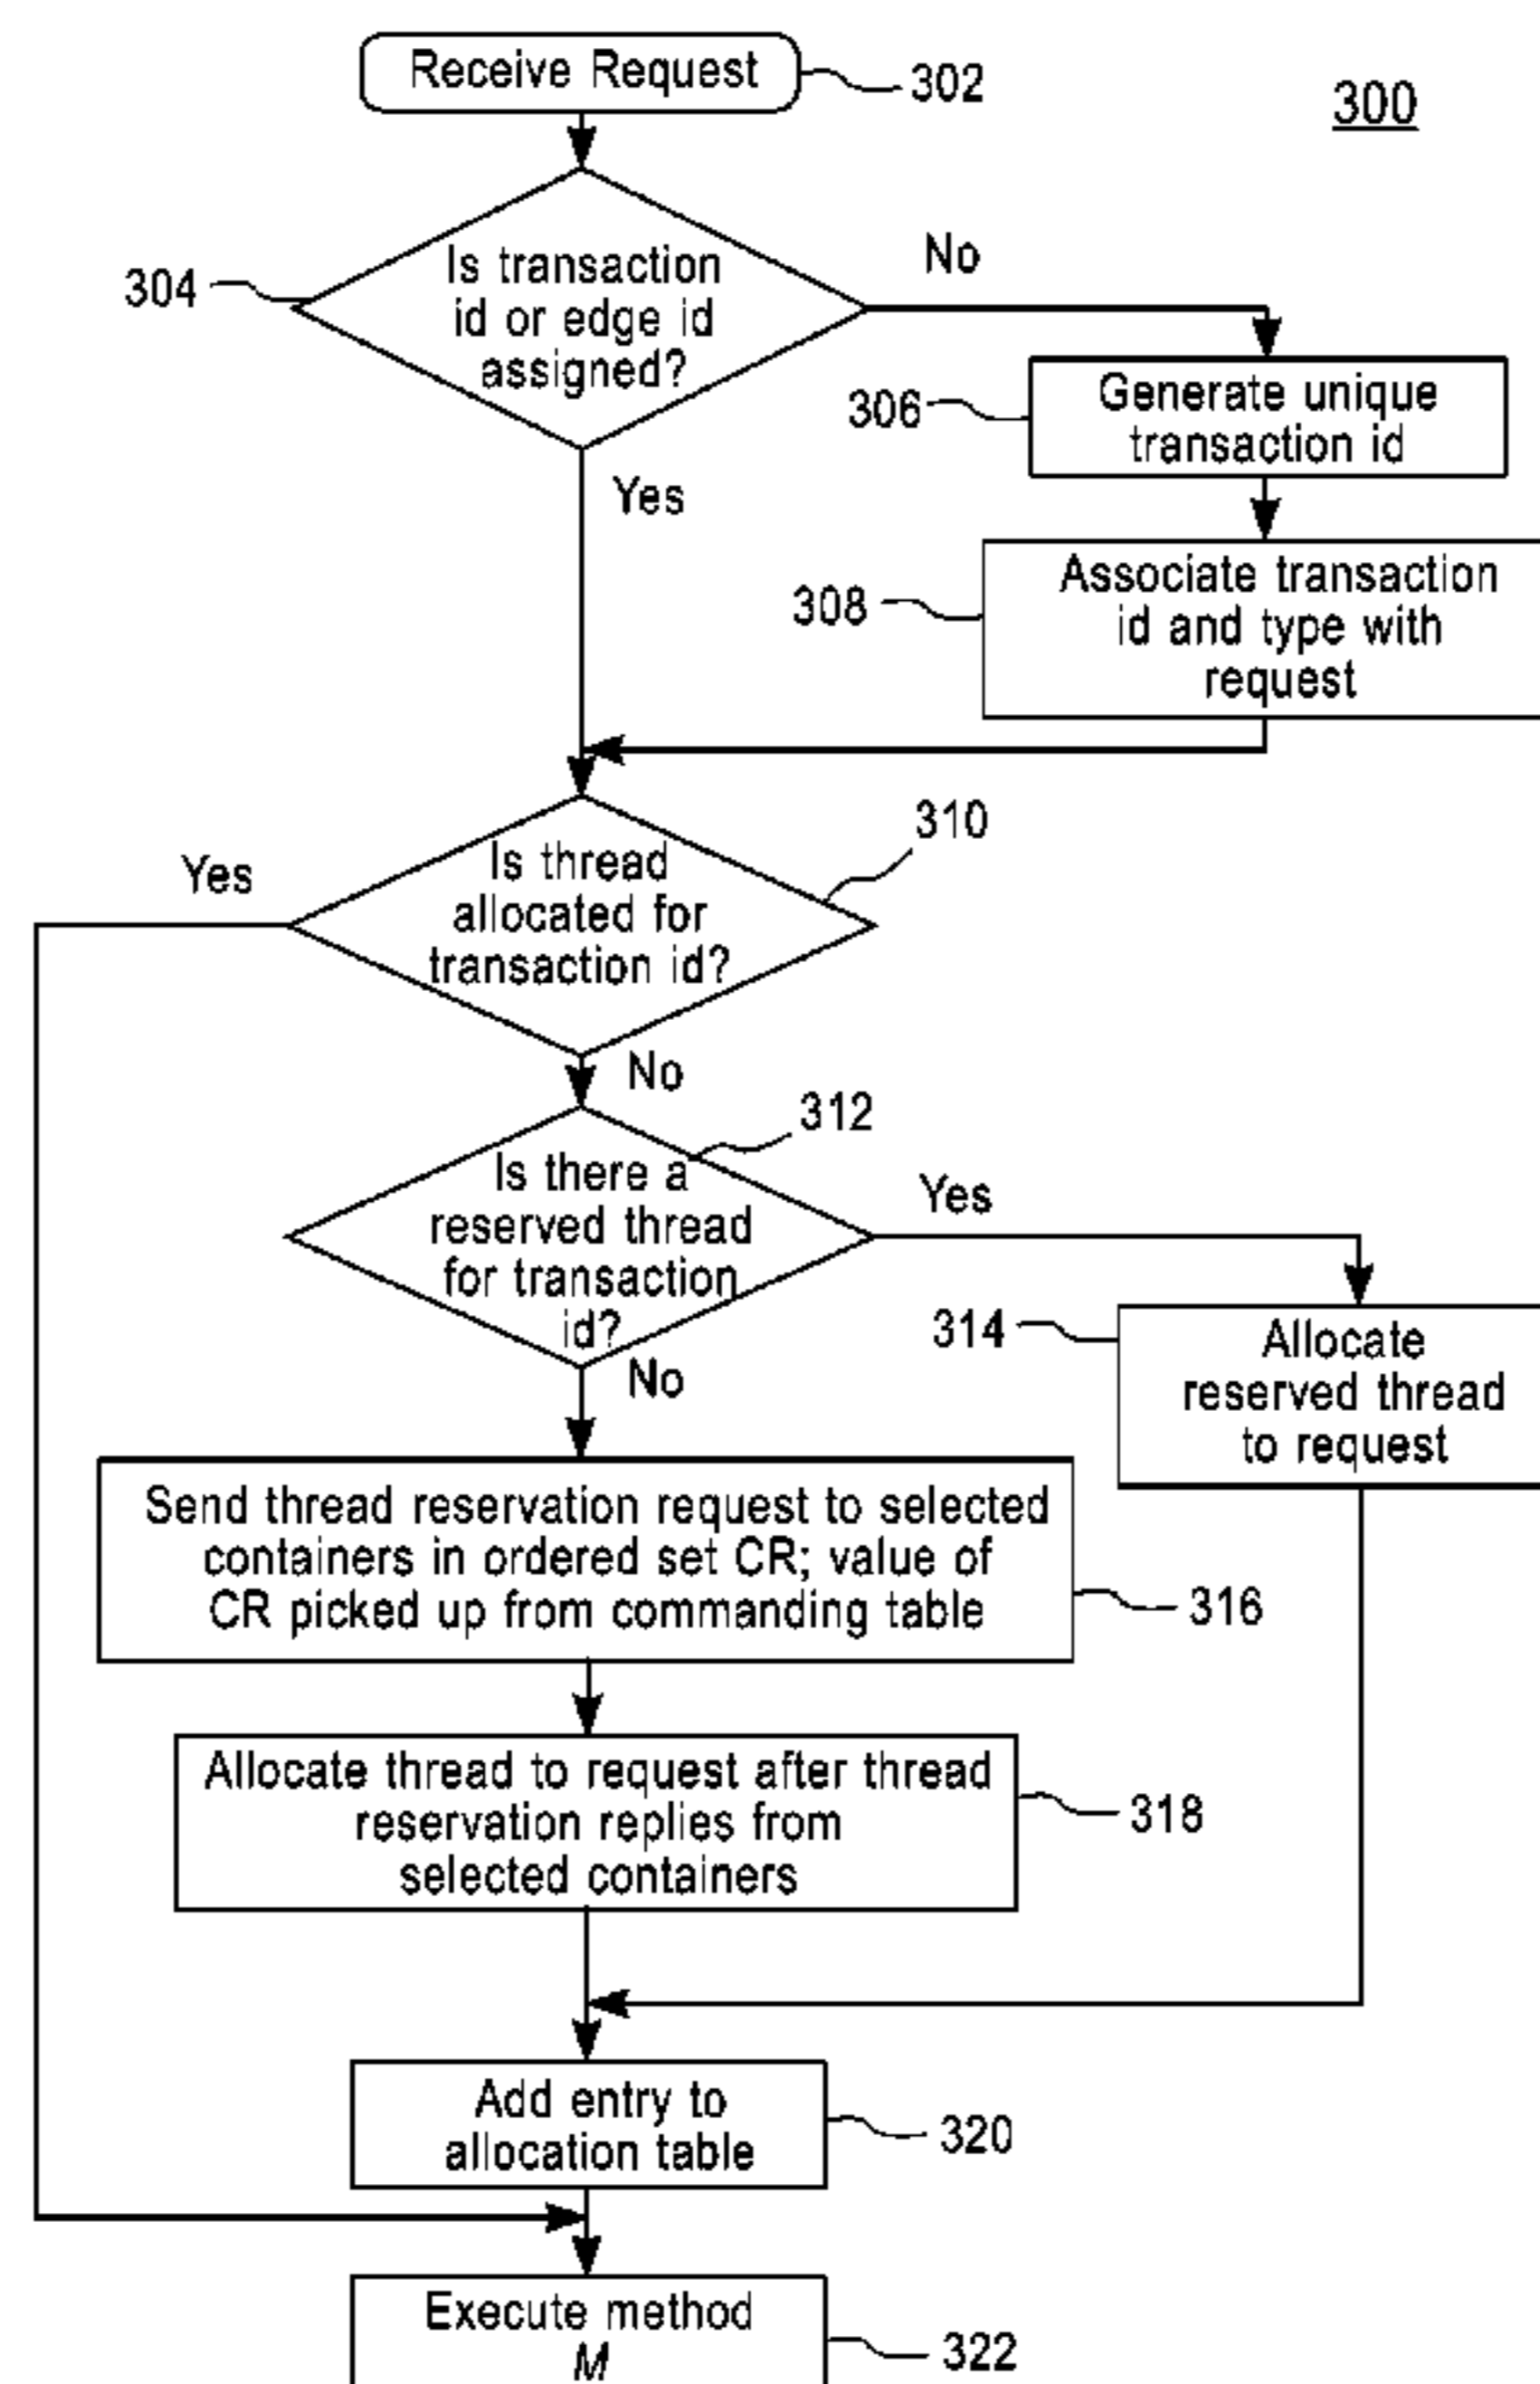 Receive Request
302
300
Is transaction
id or edge id
assigned?
304
No
Yes
306
Generate unique
transaction id
308
Associate transaction
id and type with
request
310
Yes
Is thread
allocated for
transaction id?
No
312
Is there a
reserved thread
for transaction
id?
Yes
No
314
Allocate
reserved thread
to request
Send thread reservation request to selected
containers in ordered set CR; value of
CR picked up from commanding table
316
Allocate thread to request after thread
reservation replies from
selected containers
318
Add entry to
allocation table
320
Execute method
M
322